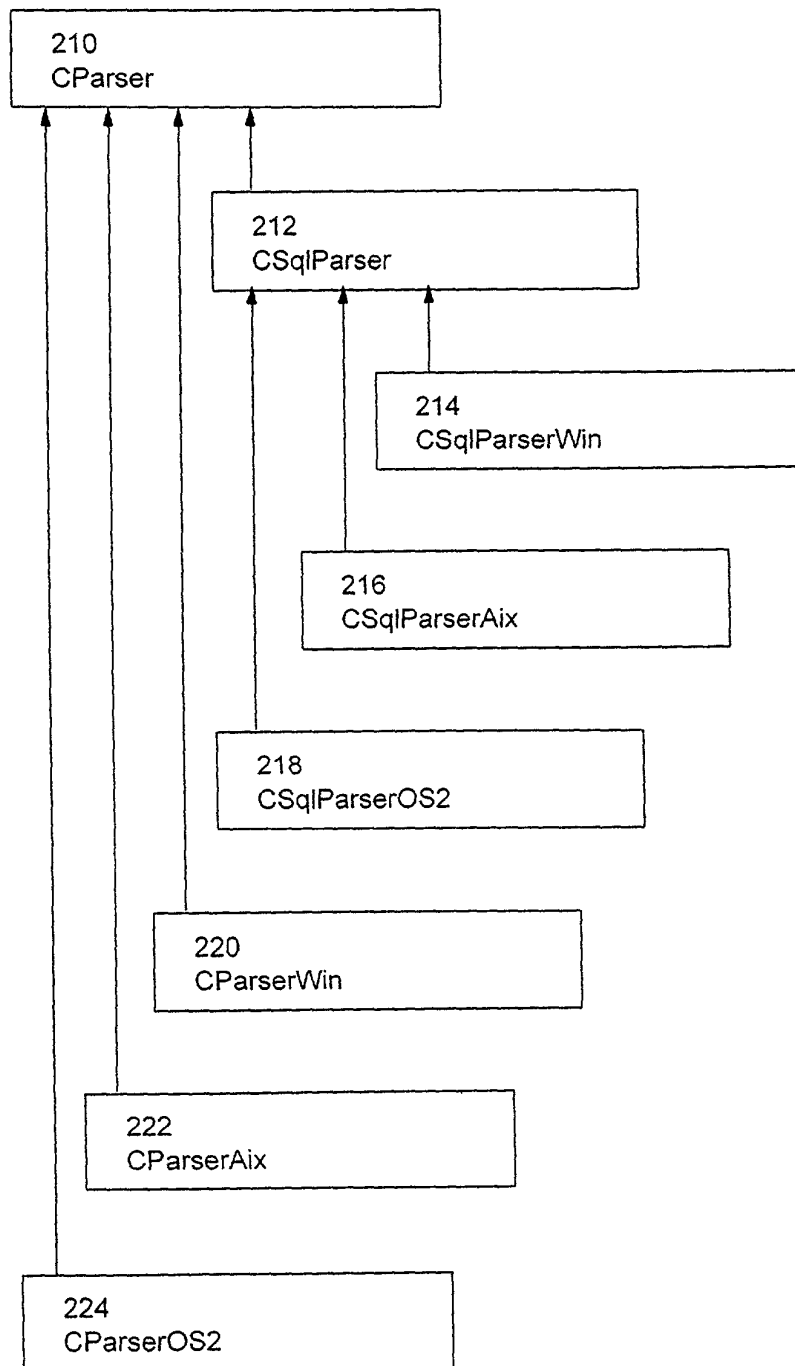 210
CParser
212
CSqlParser
214
CSqlParserWin
216
CSqlParserAix
218
CSqlParserOS2
220
CParserWin
222
CParserAix
224
CParserOS2